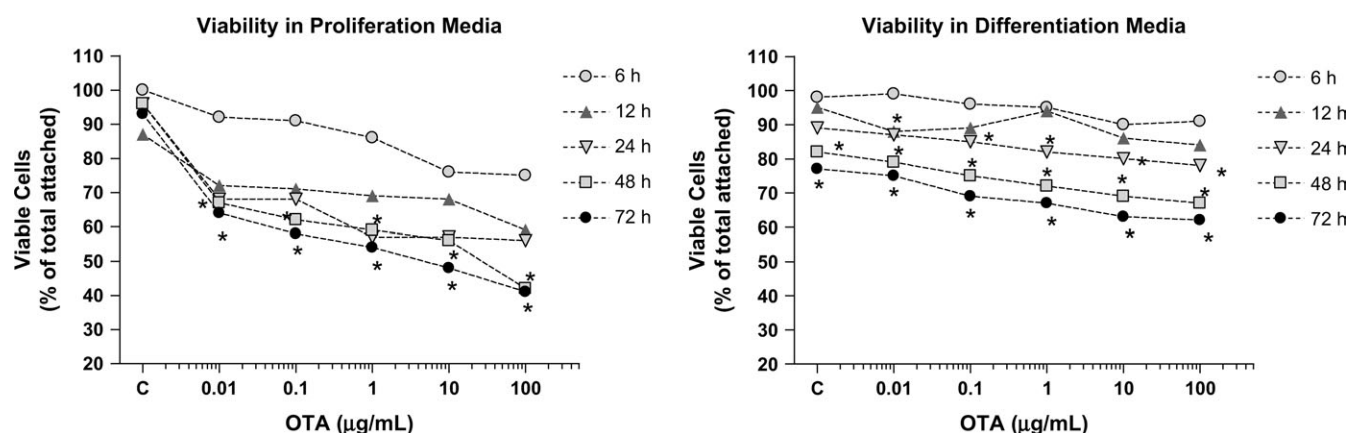 Viability in Proliferation Media
Viable Cells
(% of total attached)
110
100
90
80
70
60
50
40
30
20
C 0.01 0.1 1 10 100
OTA (µg/mL)
6 h
12 h
24 h
48 h
72 h
* * * * * * * * * *
Viability in Differentiation Media
Viable Cells
(% of total attached)
110
100
90
80
70
60
50
40
30
20
C 0.01 0.1 1 10 100
OTA (µg/mL)
6 h
12 h
24 h
48 h
72 h
* * * * * * * * * * * * * * * * *